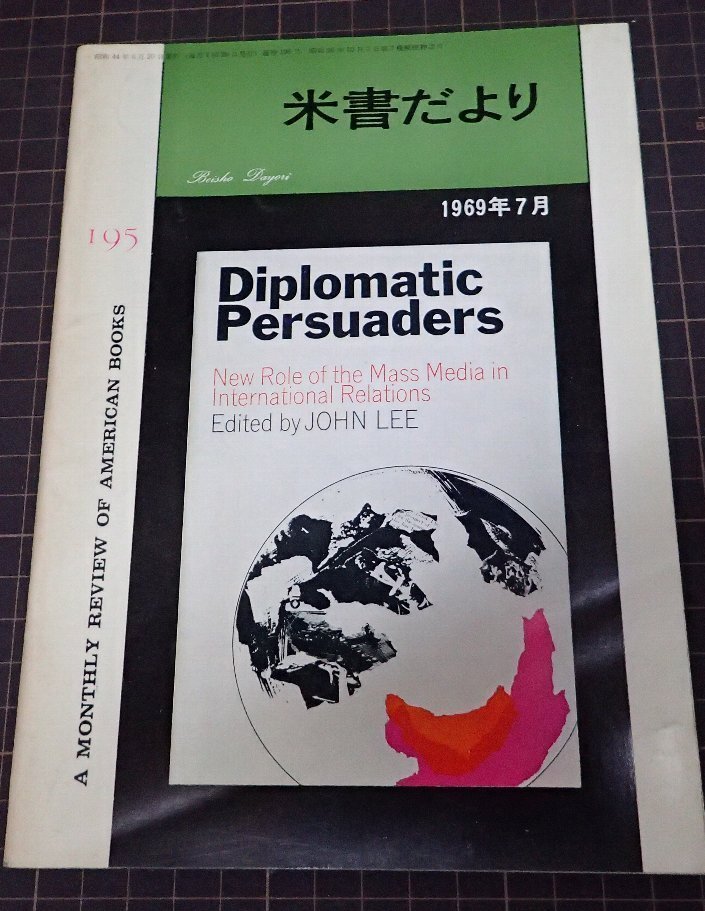 米書だより
Beisho Dayori
1969年7月
195
A MONTHLY REVIEW OF AMERICAN BOOKS
Diplomatic
Persuaders
New Role of the Mass Media in
International Relations
Edited by JOHN LEE